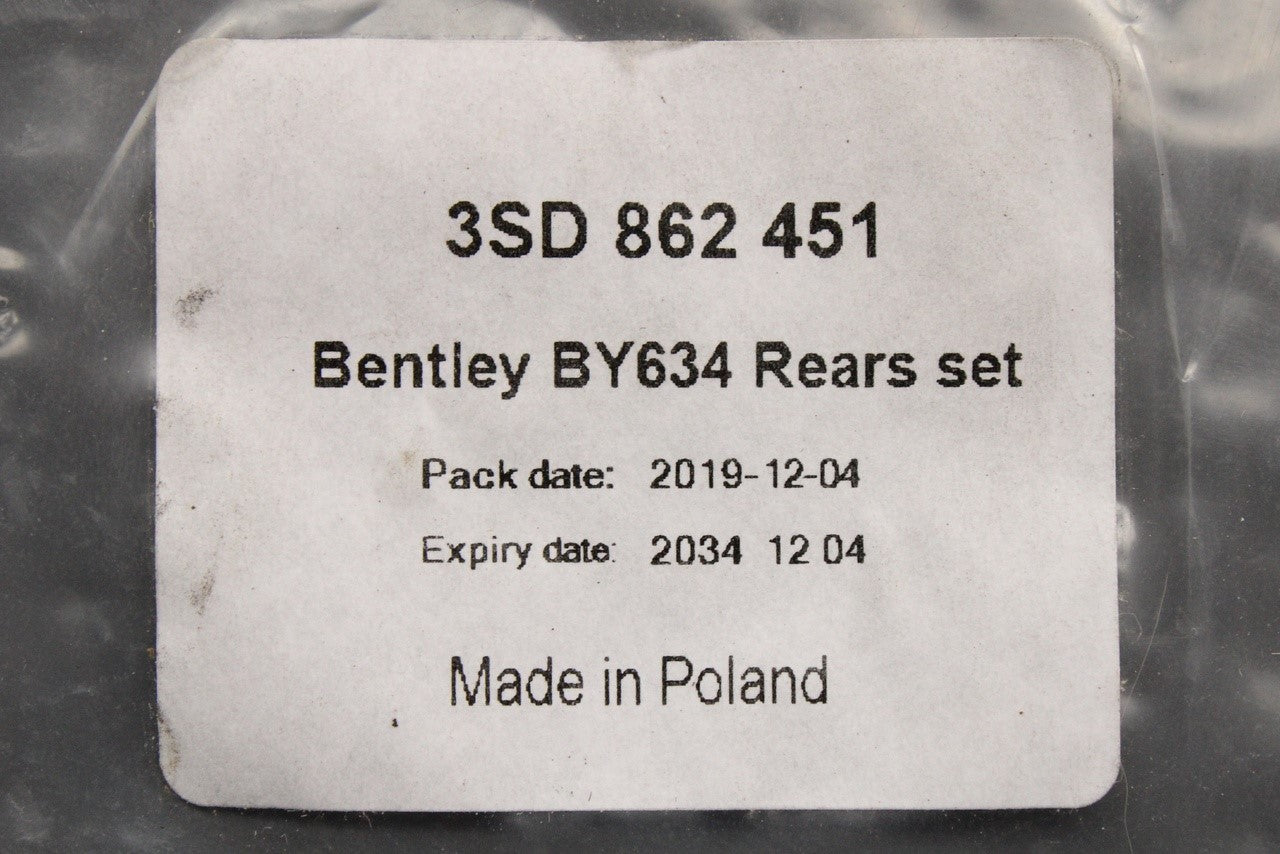 3SD 862 451
Bentley BY634 Rears set
Pack date: 2019-12-04
Expiry date: 2034 12 04
Made in Poland